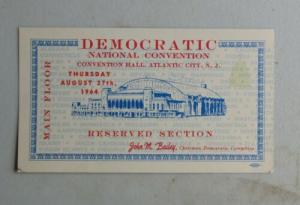 DEMOCRATIC
NATIONAL CONVENTION
CONVENTION HALL, ATLANTIC CITY, N. J.
THURSDAY
AUGUST 27th,
1964
MAIN FLOOR
RESERVED SECTION
John M. Bailey, Chairman Democratic Committee